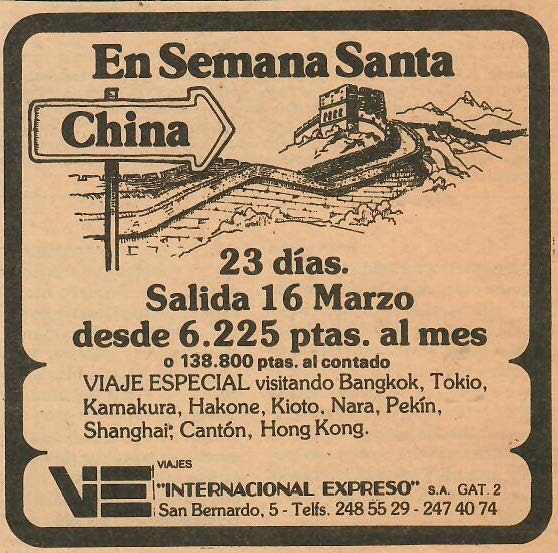 En Semana Santa
China
23 días.
Salida 16 Marzo
desde 6.225 ptas. al mes
o 138.800 ptas. al contado
VIAJE ESPECIAL visitando Bangkok, Tokio,
Kamakura, Hakone, Kioto, Nara, Pekín,
Shanghai, Cantón, Hong Kong.
VIE
VIAJES
"INTERNACIONAL EXPRESO" S.A. GAT. 2
San Bernardo, 5 - Telfs. 248 55 29 - 247 40 74